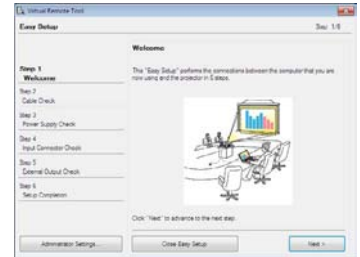 Virtual Remote Tool
Easy Setup
Step 1/6
Step 1
Welcome
Step 2
Cable Check
Step 3
Power Supply Check
Step 4
Input Connector Check
Step 5
External Output Check
Step 6
Setup Completion
Welcome
The "Easy Setup" performs the connections between the computer that you are
now using and the projector in 6 steps.
Click "Next" to advance to the next step.
Administrator Settings...
Close Easy Setup
Next >